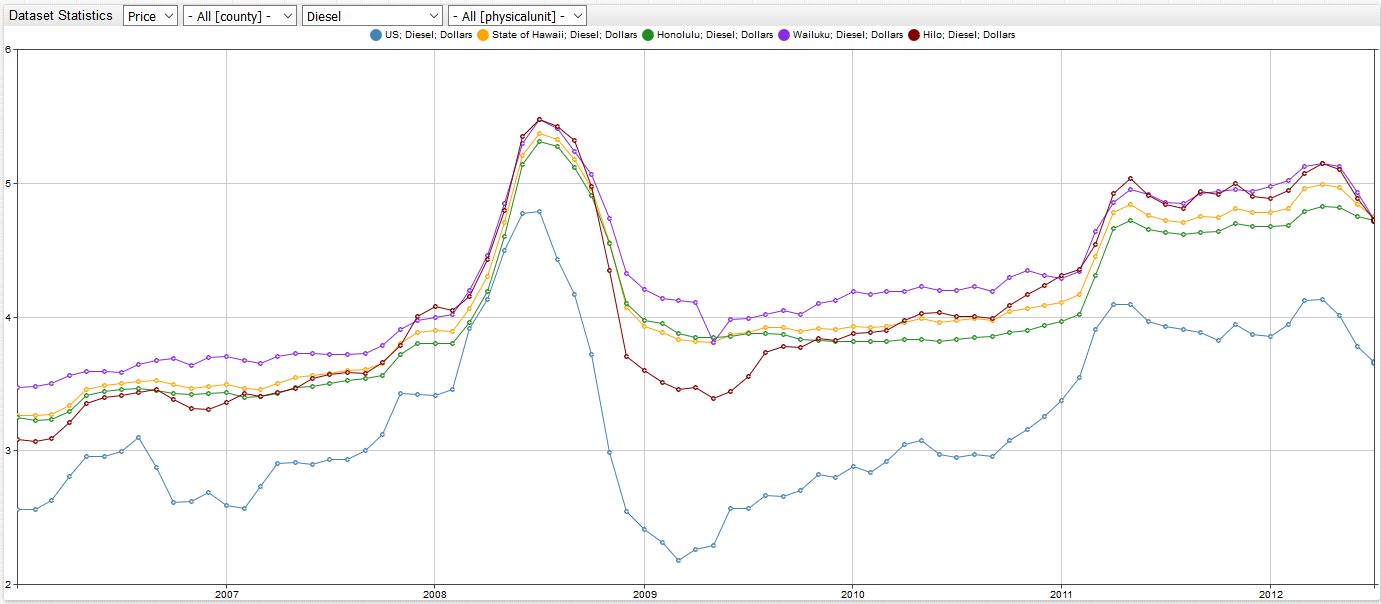 Dataset Statistics Price - All [county] - Diesel - All [physicalunit] -
US; Diesel; Dollars State of Hawaii; Diesel; Dollars Honolulu; Diesel; Dollars Wailuku; Diesel; Dollars Hilo; Diesel; Dollars
6
5
4
3
2
2007 2008 2009 2010 2011 2012